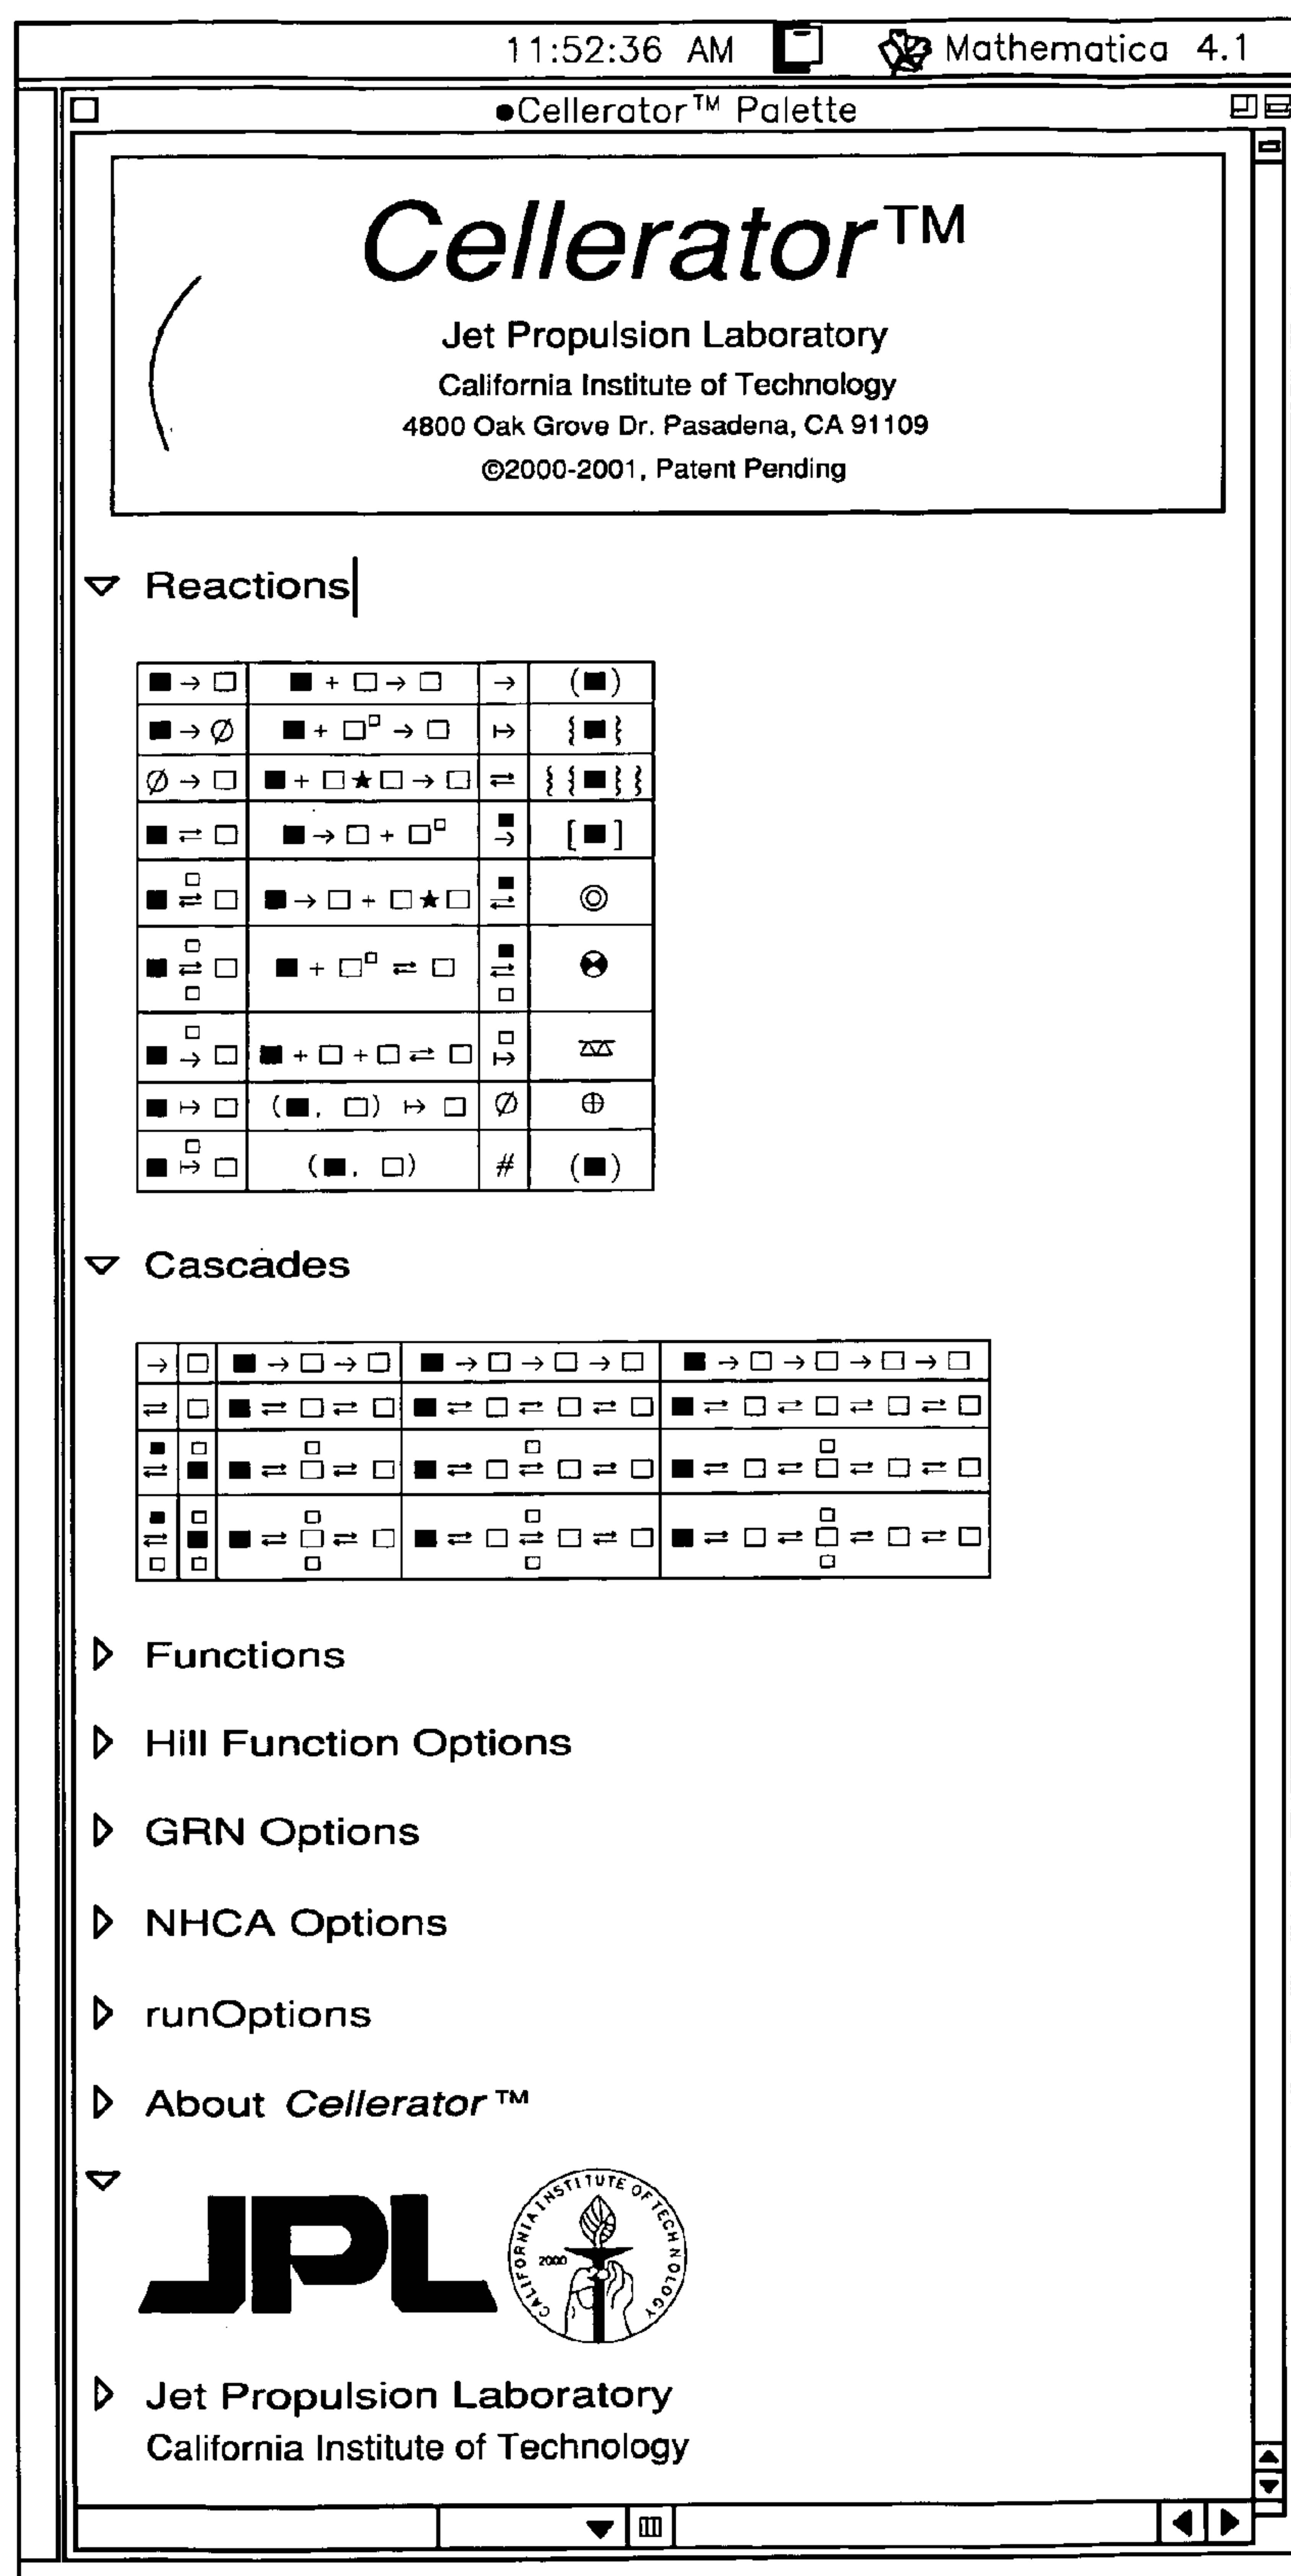 11:52:36 AM Mathematica 4.1
●Cellerator™ Palette
Cellerator™
Jet Propulsion Laboratory
California Institute of Technology
4800 Oak Grove Dr. Pasadena, CA 91109
©2000-2001, Patent Pending
▽ Reactions
■ → □ ■ + □ → □ → (■)
■ → ∅ ■ + □□ → □ ↦ {■}
∅ → □ ■ + □★□ → □ ⇄ {{■}}
■ ⇄ □ ■ → □ + □□ ■→ [■]
■ ⇄ □ ■ → □ + □★□ ■⇄ ◎
■ ⇄ □ ■ + □□ ⇄ □ ■⇄□
■ → □ ■ + □ + □ ⇄ □ □↦
■ ↦ □ (■, □) ↦ □ ∅ ⊕
■ ↦ □ (■, □) # (■)
▽ Cascades
→ □ ■ → □ → □ ■ → □ → □ → □ ■ → □ → □ → □ → □
⇄ □ ■ ⇄ □ ⇄ □ ■ ⇄ □ ⇄ □ ⇄ □ ■ ⇄ □ ⇄ □ ⇄ □ ⇄ □
⇄ ■ ■ ⇄ □ ⇄ □ ■ ⇄ □ ⇄ □ ⇄ □ ■ ⇄ □ ⇄ □ ⇄ □ ⇄ □
⇄ ■ ■ ⇄ □ ⇄ □ ■ ⇄ □ ⇄ □ ⇄ □ ■ ⇄ □ ⇄ □ ⇄ □ ⇄ □
▷ Functions
▷ Hill Function Options
▷ GRN Options
▷ NHCA Options
▷ runOptions
▷ About Cellerator™
JPL
CALIFORNIA INSTITUTE OF TECHNOLOGY
2000
▷ Jet Propulsion Laboratory
California Institute of Technology